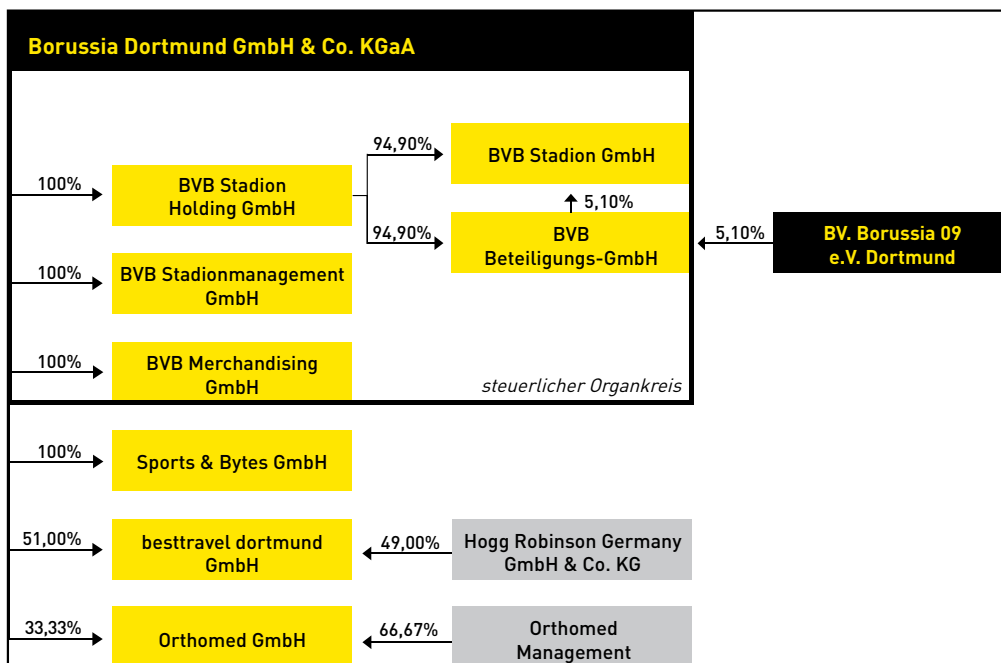 Borussia Dortmund GmbH & Co. KGaA
100%
BVB Stadion
Holding GmbH
94,90%
BVB Stadion GmbH
5,10%
94,90%
BVB
Beteiligungs-GmbH
5,10%
BV. Borussia 09
e.V. Dortmund
100%
BVB Stadionmanagement
GmbH
100%
BVB Merchandising
GmbH
steuerlicher Organkreis
100%
Sports & Bytes GmbH
51,00%
besttravel dortmund
GmbH
49,00%
Hogg Robinson Germany
GmbH & Co. KG
33,33%
Orthomed GmbH
66,67%
Orthomed
Management